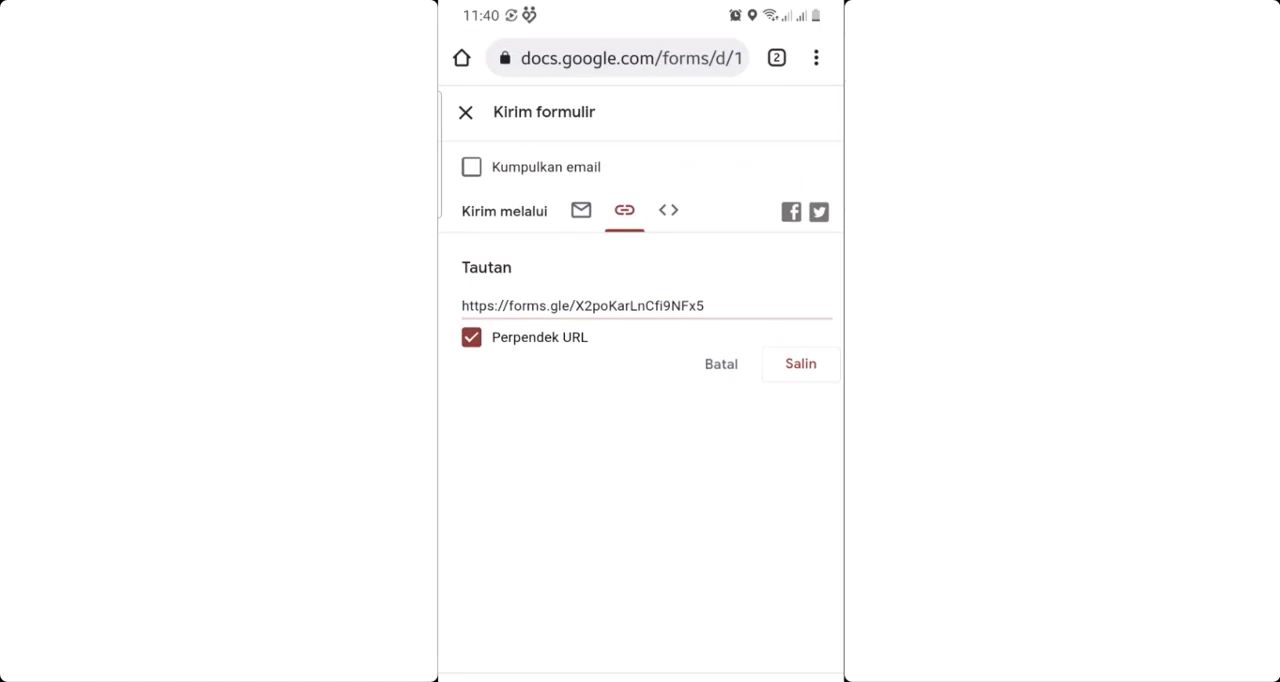 11:40
docs.google.com/forms/d/1
2
Kirim formulir
Kumpulkan email
Kirim melalui
Tautan
https://forms.gle/X2poKarLnCfi9NFx5
Perpendek URL
Batal
Salin